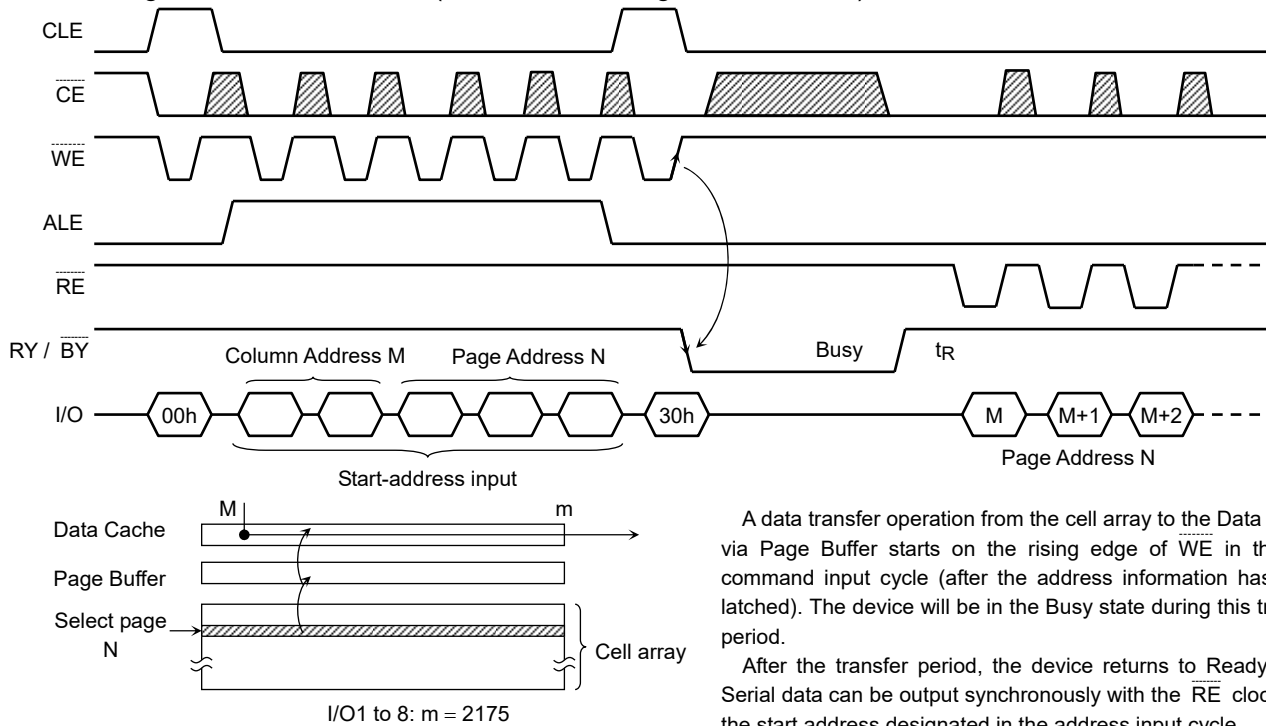 CLE
CE
WE
ALE
RE
RY / BY
Column Address M
Page Address N
Busy
tR
I/O
00h
30h
M
M+1
M+2
Start-address input
Page Address N
M
m
Data Cache
Page Buffer
Select page
N
Cell array
I/O1 to 8: m = 2175
A data transfer operation from the cell array to the Data
via Page Buffer starts on the rising edge of WE in th
command input cycle (after the address information has
latched). The device will be in the Busy state during this tr
period.
After the transfer period, the device returns to Ready
Serial data can be output synchronously with the RE cloc
the start address designated in the address input cycle.